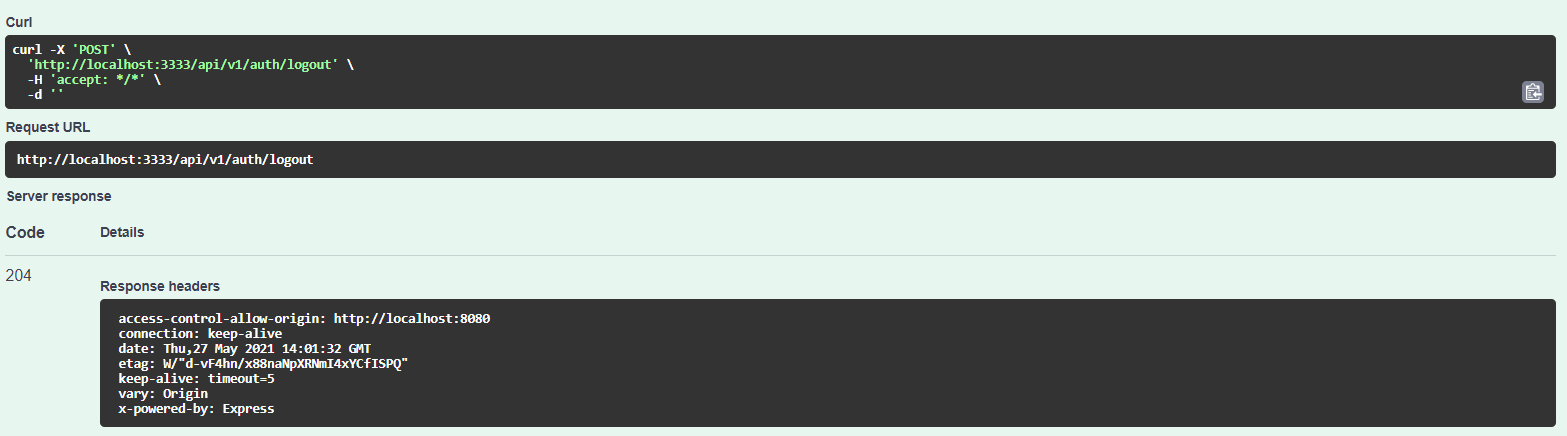 Curl
curl -X 'POST' \
'http://localhost:3333/api/v1/auth/logout' \
-H 'accept: */*' \
-d ''
Request URL
http://localhost:3333/api/v1/auth/logout
Server response
Code Details
204
Response headers
access-control-allow-origin: http://localhost:8080
connection: keep-alive
date: Thu,27 May 2021 14:01:32 GMT
etag: W/"d-vF4hn/x88naNpXRNmI4xYCfISPQ"
keep-alive: timeout=5
vary: Origin
x-powered-by: Express